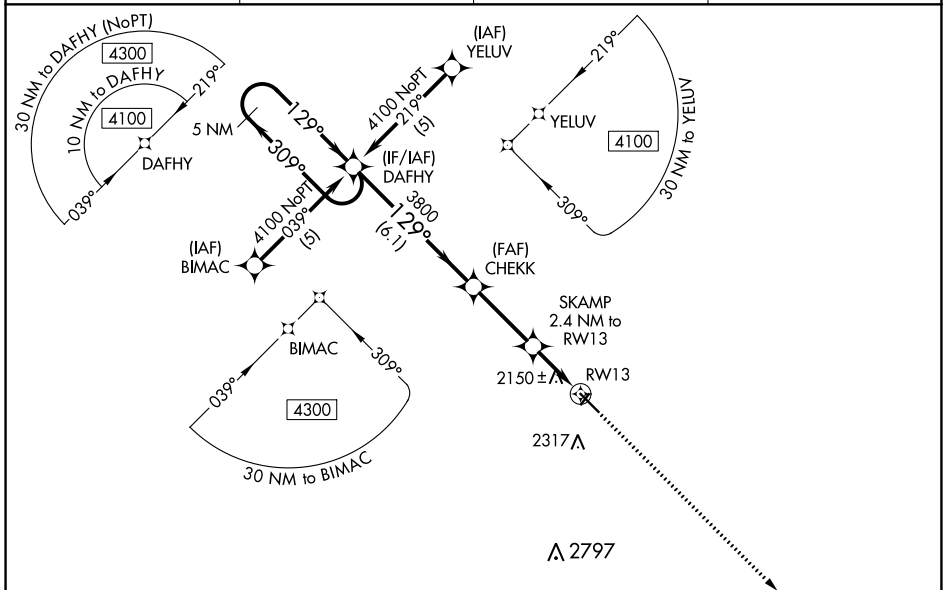 30 NM to DAFHY (NoPT)
4300
10 NM to DAFHY
4100
219°
DAFHY
039°
5 NM
129°
309°
(IAF)
YELUV
4100 NoPT
219°
(5)
(IF/IAF)
DAFHY
4100 NoPT
039°
(5)
(IAF)
BIMAC
3800
129°
(6.1)
(FAF)
CHEKK
SKAMP
2.4 NM to
RW13
2150 ±
RW13
2317
2797
219°
YELUV
4100
309°
30 NM to YELUV
BIMAC
039°
309°
4300
30 NM to BIMAC